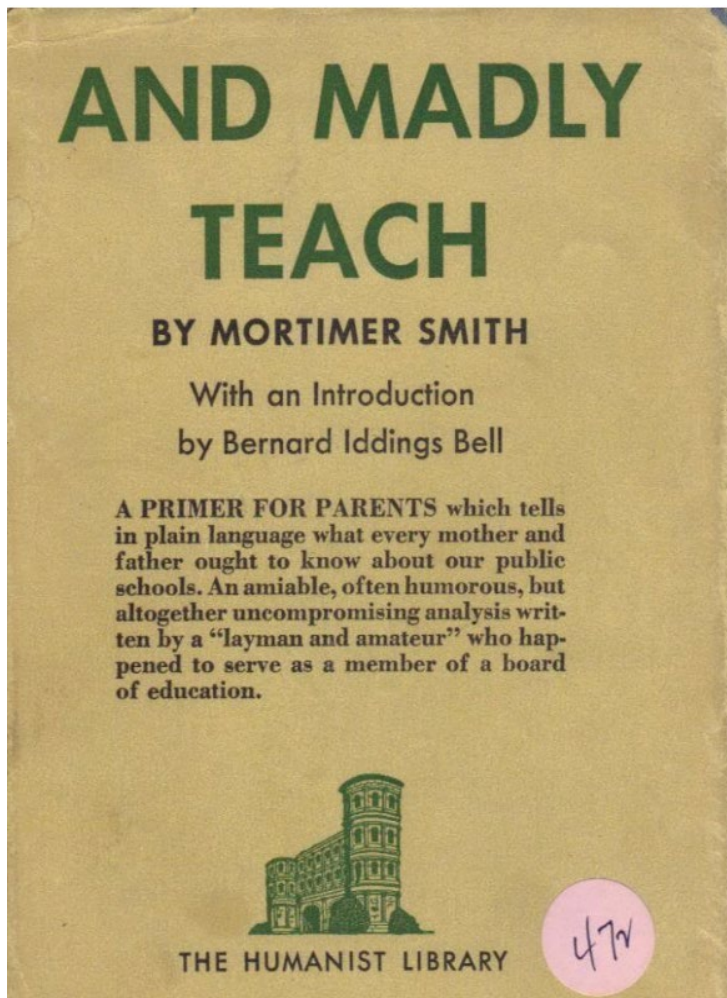 AND MADLY
TEACH
BY MORTIMER SMITH
With an Introduction
by Bernard Iddings Bell
A PRIMER FOR PARENTS which tells
in plain language what every mother and
father ought to know about our public
schools. An amiable, often humorous, but
altogether uncompromising analysis writ-
ten by a “layman and amateur” who hap-
pened to serve as a member of a board
of education.
THE HUMANIST LIBRARY